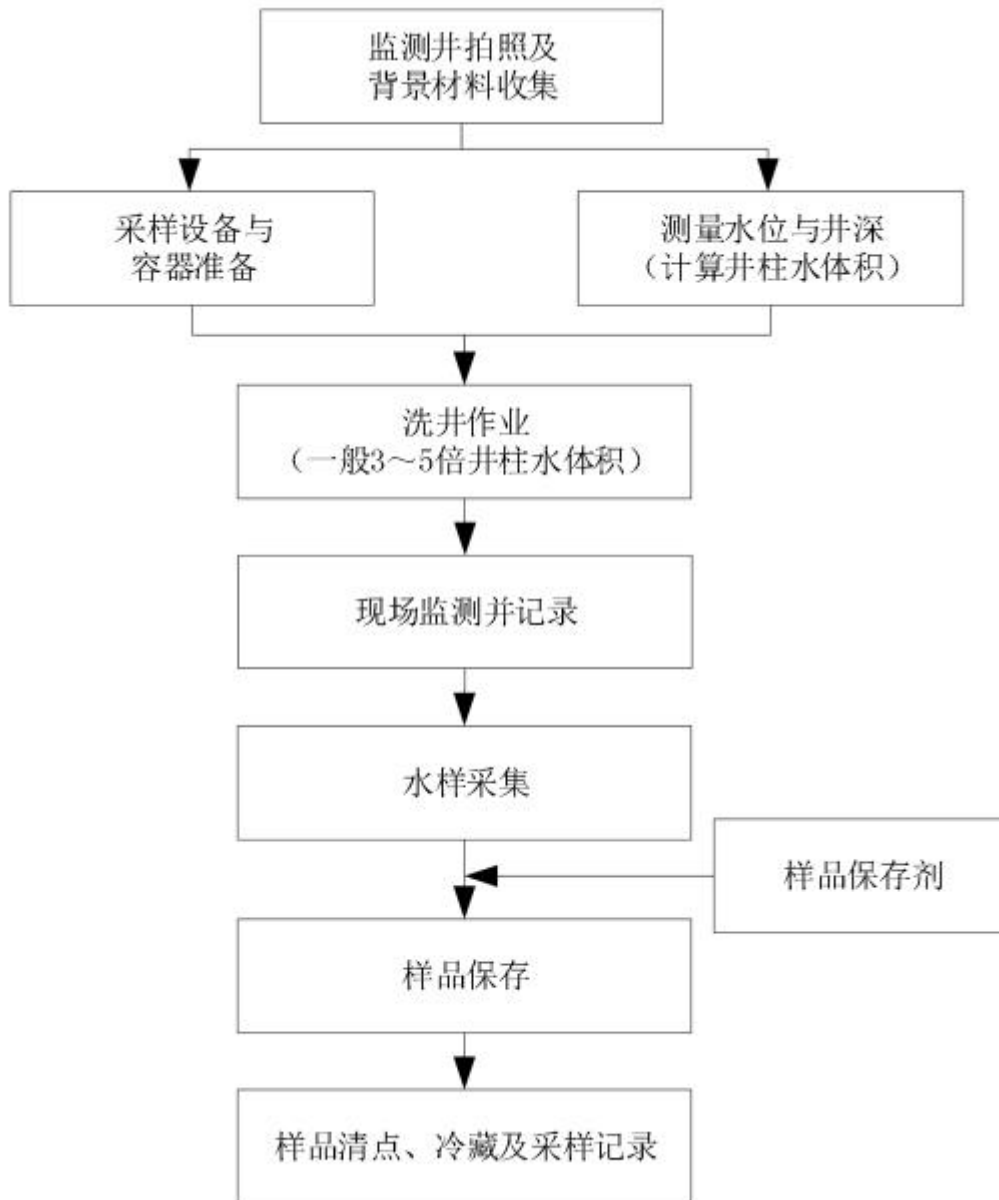 监测井拍照及
背景材料收集
采样设备与
容器准备
测量水位与井深
（计算井柱水体积）
洗井作业
（一般3～5倍井柱水体积）
现场监测并记录
水样采集
样品保存剂
样品保存
样品清点、冷藏及采样记录